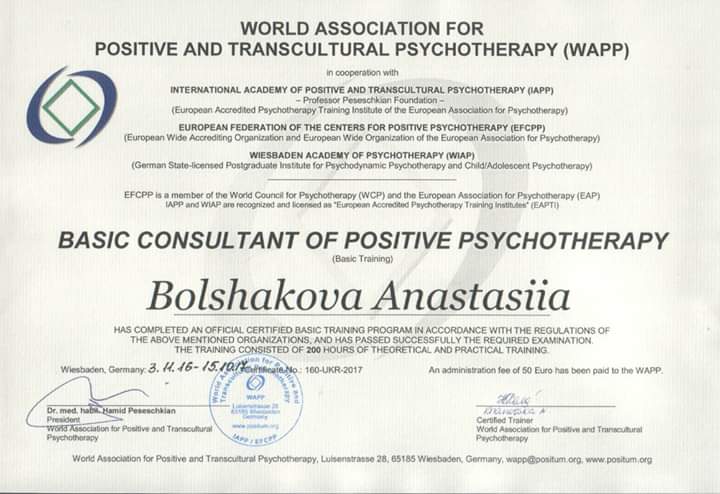 WORLD ASSOCIATION FOR
POSITIVE AND TRANSCULTURAL PSYCHOTHERAPY (WAPP)
in cooperation with
INTERNATIONAL ACADEMY OF POSITIVE AND TRANSCULTURAL PSYCHOTHERAPY (IAPP)
– Professor Peseschkian Foundation –
(European Accredited Psychotherapy Training Institute of the European Association for Psychotherapy)
EUROPEAN FEDERATION OF THE CENTERS FOR POSITIVE PSYCHOTHERAPY (EFCPP)
(European Wide Accrediting Organization and European Wide Organization of the European Association for Psychotherapy)
WIESBADEN ACADEMY OF PSYCHOTHERAPY (WIAP)
(German State-licensed Postgraduate Institute for Psychodynamic Psychotherapy and Child/Adolescent Psychotherapy)
EFCPP is a member of the World Council for Psychotherapy (WCP) and the European Association for Psychotherapy (EAP)
IAPP and WIAP are recognized and licensed as "European Accredited Psychotherapy Training Institutes" (EAPTI)
BASIC CONSULTANT OF POSITIVE PSYCHOTHERAPY
(Basic Training)
Bolshakova Anastasiia
HAS COMPLETED AN OFFICIAL CERTIFIED BASIC TRAINING PROGRAM IN ACCORDANCE WITH THE REGULATIONS OF
THE ABOVE MENTIONED ORGANIZATIONS, AND HAS PASSED SUCCESSFULLY THE REQUIRED EXAMINATION.
THE TRAINING CONSISTED OF 200 HOURS OF THEORETICAL AND PRACTICAL TRAINING.
Wiesbaden, Germany: 3.11.16-15.10.17 Certificate No.: 160-UKR-2017 An administration fee of 50 Euro has been paid to the WAPP.
World Association for Positive and Transcultural Psychotherapy
WAPP
Luisenstrasse 28
65185 Wiesbaden
Germany
www.positum.org
IAPP / EFCPP
Dr. med. habil. Hamid Peseschkian
President
World Association for Positive and Transcultural
Psychotherapy
Certified Trainer
World Association for Positive and Transcultural
Psychotherapy
World Association for Positive and Transcultural Psychotherapy, Luisenstrasse 28, 65185 Wiesbaden, Germany, wapp@positum.org, www.positum.org